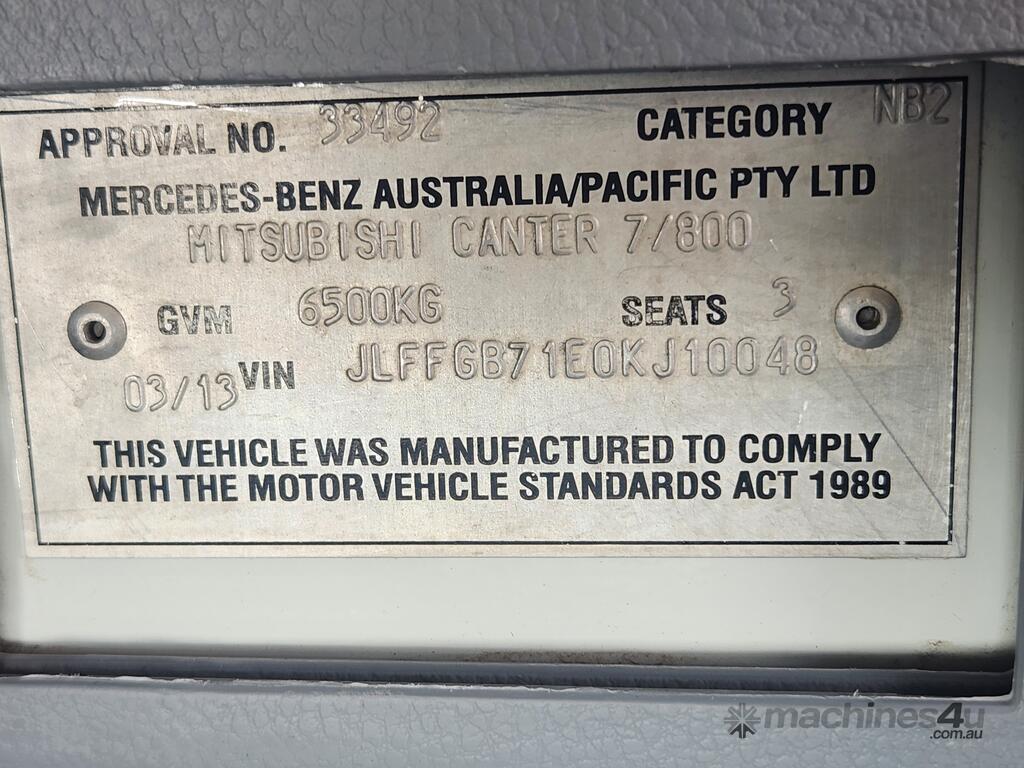 APPROVAL NO. 33492 CATEGORY NB2
MERCEDES-BENZ AUSTRALIA/PACIFIC PTY LTD
MITSUBISHI CANTER 7/800
GVM 6500KG SEATS 3
03/13 VIN JLFFGB71E0KJ10048
THIS VEHICLE WAS MANUFACTURED TO COMPLY
WITH THE MOTOR VEHICLE STANDARDS ACT 1989
machines4u
.com.au